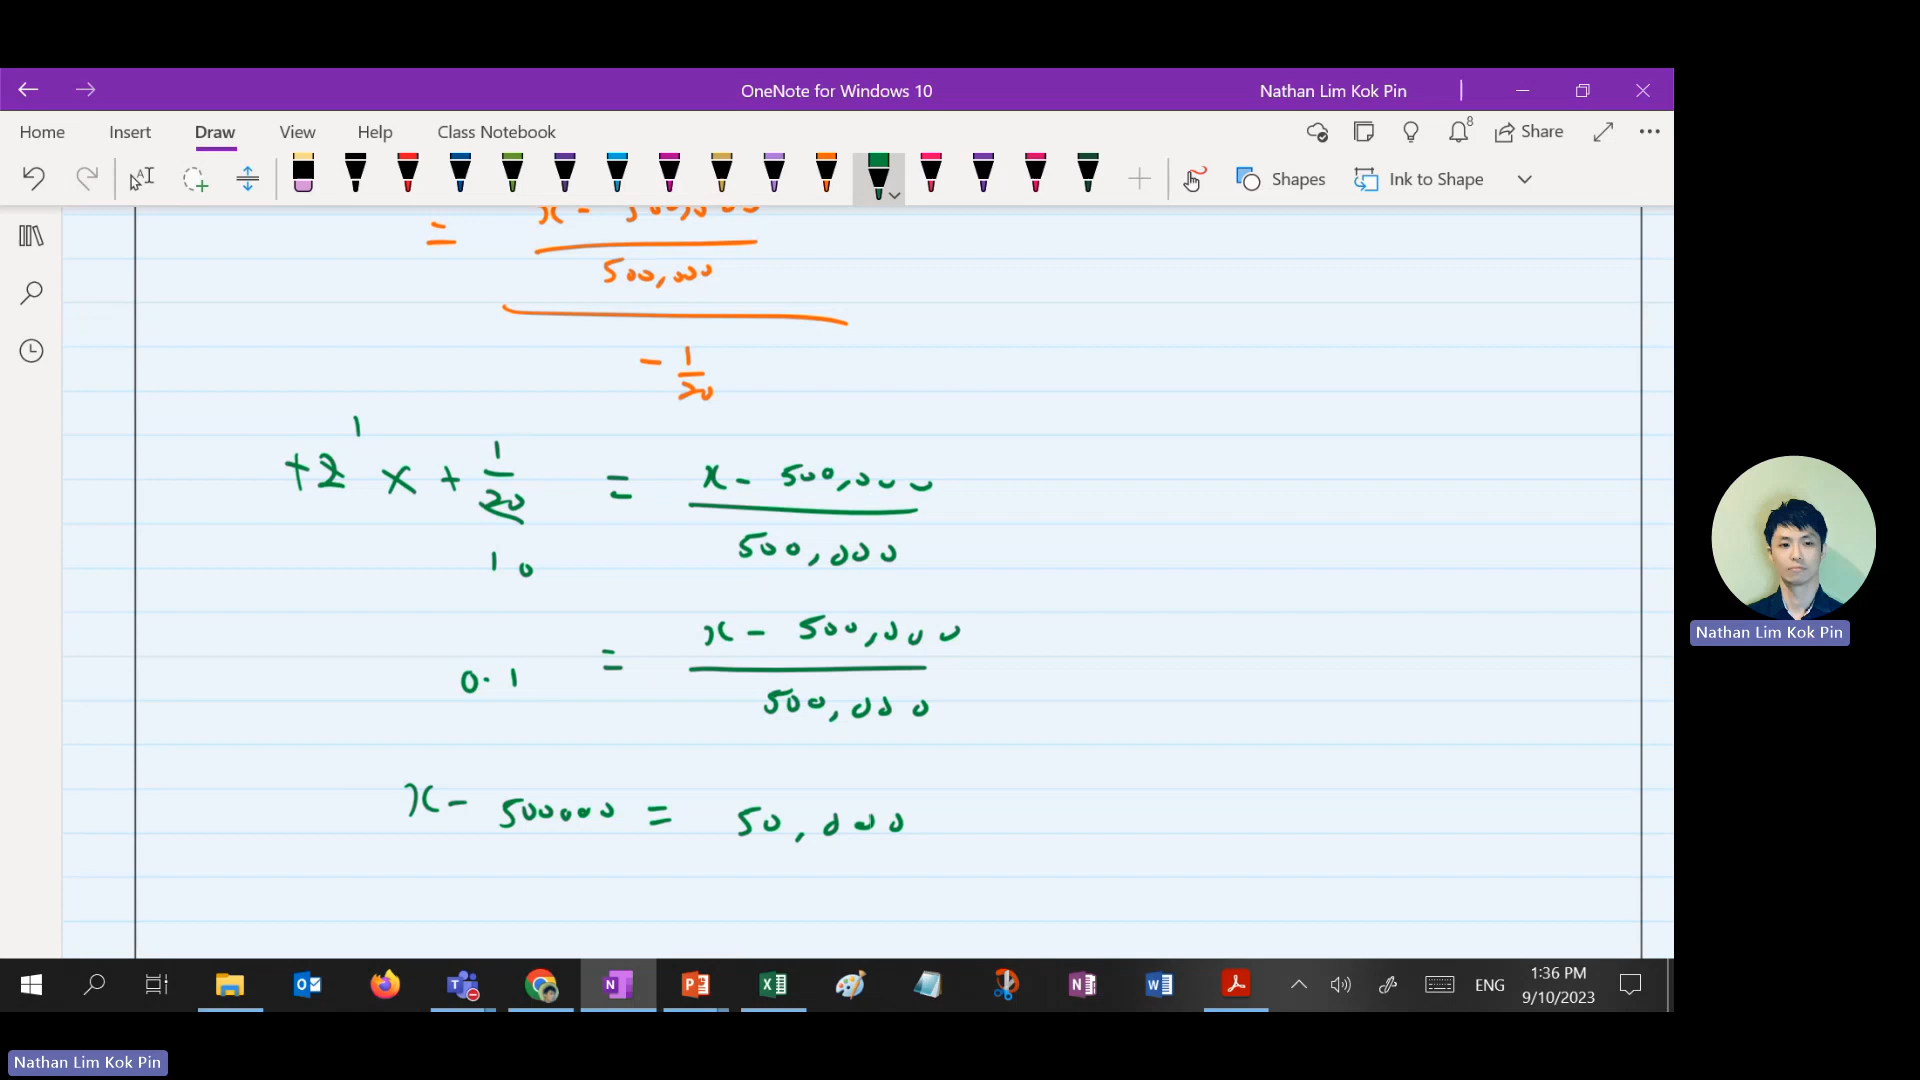 OneNote for Windows 10 Nathan Lim Kok Pin
Home Insert Draw View Help Class Notebook 8 Share
Shapes Ink to Shape
= x - 500,000
500,000
- 1
20
1
+2 x + 1 = x - 500,000
20 500,000
10
0.1 = x - 500,000
500,000
x - 500000 = 50,000
Nathan Lim Kok Pin
ENG 1:36 PM
9/10/2023
Nathan Lim Kok Pin